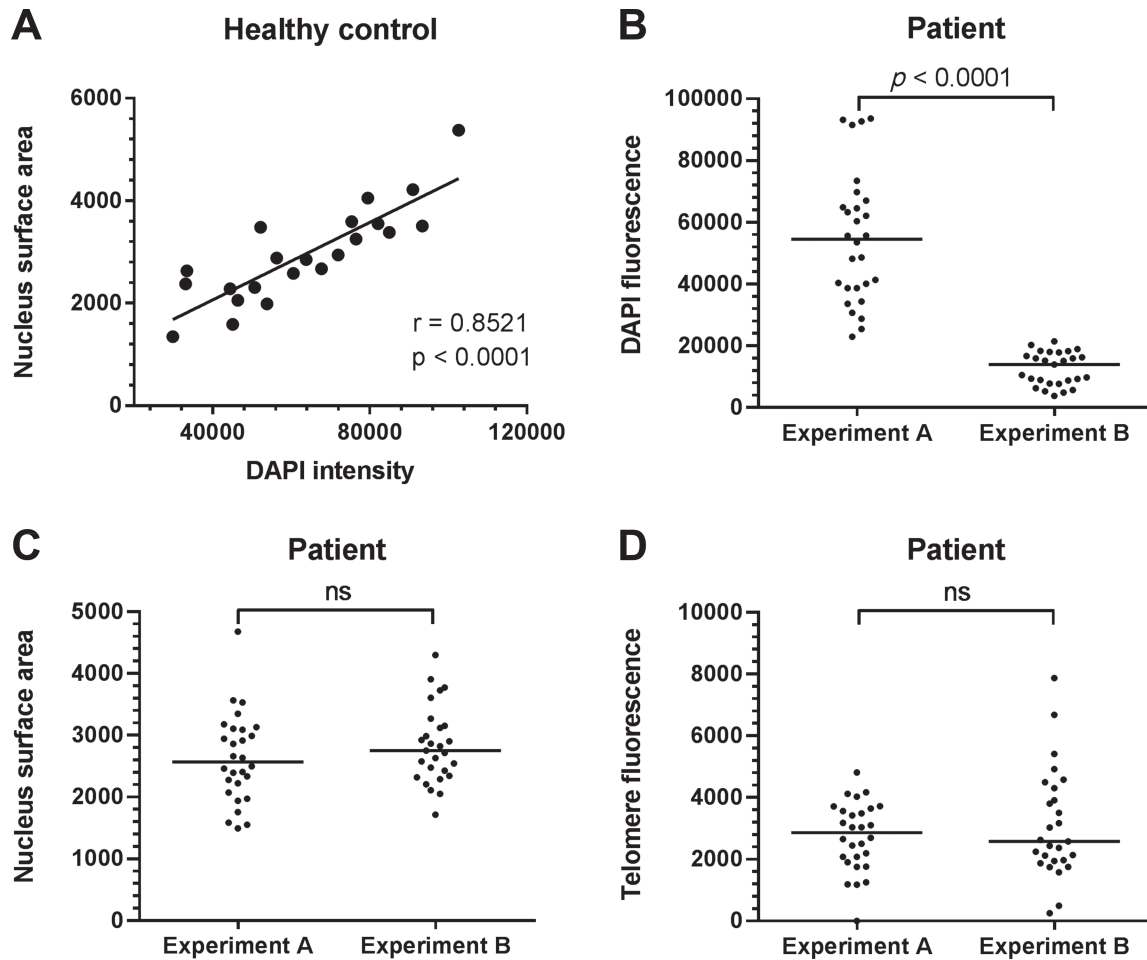 A
Healthy control
Nucleus surface area
6000
4000
2000
0
r = 0.8521
p < 0.0001
40000 80000 120000
DAPI intensity
B
Patient
p < 0.0001
DAPI fluorescence
100000
80000
60000
40000
20000
0
Experiment A Experiment B
C
Patient
ns
Nucleus surface area
5000
4000
3000
2000
1000
0
Experiment A Experiment B
D
Patient
ns
Telomere fluorescence
10000
8000
6000
4000
2000
0
Experiment A Experiment B